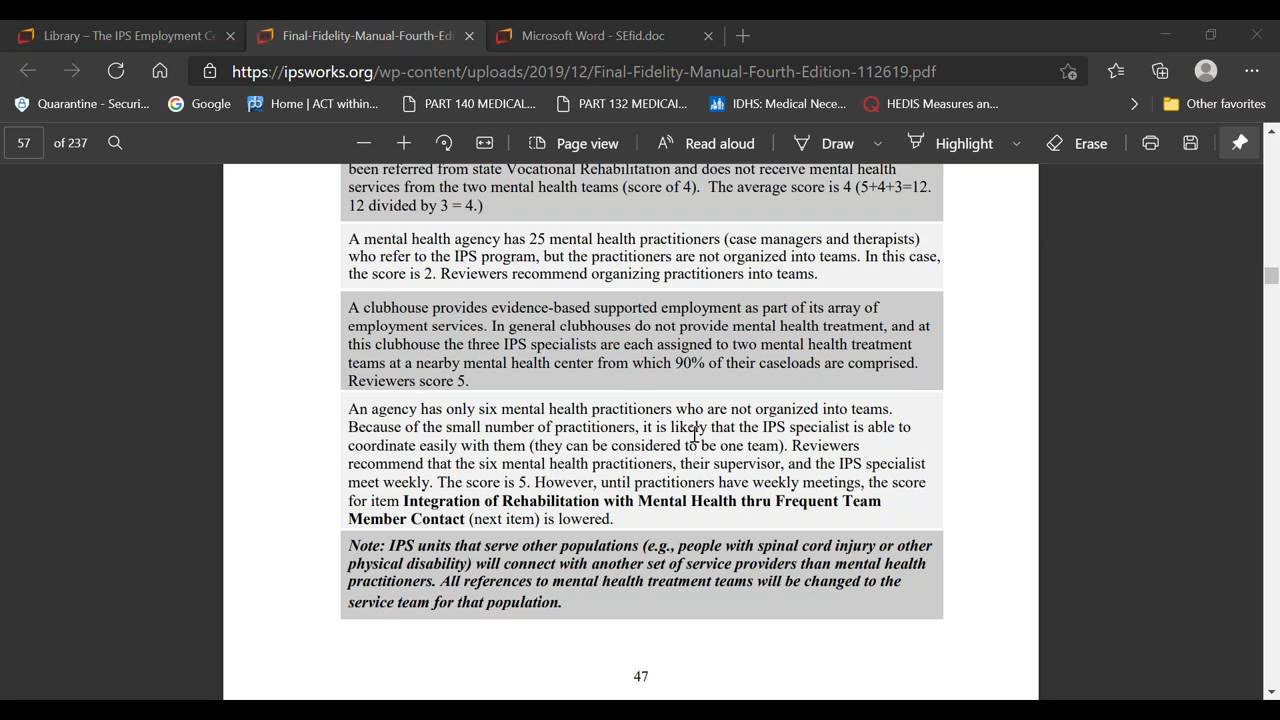 Library – The IPS Employment Ce
Final-Fidelity-Manual-Fourth-Edi
Microsoft Word - SEfid.doc
https://ipsworks.org/wp-content/uploads/2019/12/Final-Fidelity-Manual-Fourth-Edition-112619.pdf
Quarantine - Securi...
Google
Home | ACT within...
PART 140 MEDICAL...
PART 132 MEDICAL...
IDHS: Medical Nece...
HEDIS Measures an...
Other favorites
57 of 237
Page view
Read aloud
Draw
Highlight
Erase
been referred from state Vocational Rehabilitation and does not receive mental health
services from the two mental health teams (score of 4). The average score is 4 (5+4+3=12.
12 divided by 3 = 4.)
A mental health agency has 25 mental health practitioners (case managers and therapists)
who refer to the IPS program, but the practitioners are not organized into teams. In this case,
the score is 2. Reviewers recommend organizing practitioners into teams.
A clubhouse provides evidence-based supported employment as part of its array of
employment services. In general clubhouses do not provide mental health treatment, and at
this clubhouse the three IPS specialists are each assigned to two mental health treatment
teams at a nearby mental health center from which 90% of their caseloads are comprised.
Reviewers score 5.
An agency has only six mental health practitioners who are not organized into teams.
Because of the small number of practitioners, it is likely that the IPS specialist is able to
coordinate easily with them (they can be considered to be one team). Reviewers
recommend that the six mental health practitioners, their supervisor, and the IPS specialist
meet weekly. The score is 5. However, until practitioners have weekly meetings, the score
for item Integration of Rehabilitation with Mental Health thru Frequent Team
Member Contact (next item) is lowered.
Note: IPS units that serve other populations (e.g., people with spinal cord injury or other
physical disability) will connect with another set of service providers than mental health
practitioners. All references to mental health treatment teams will be changed to the
service team for that population.
47